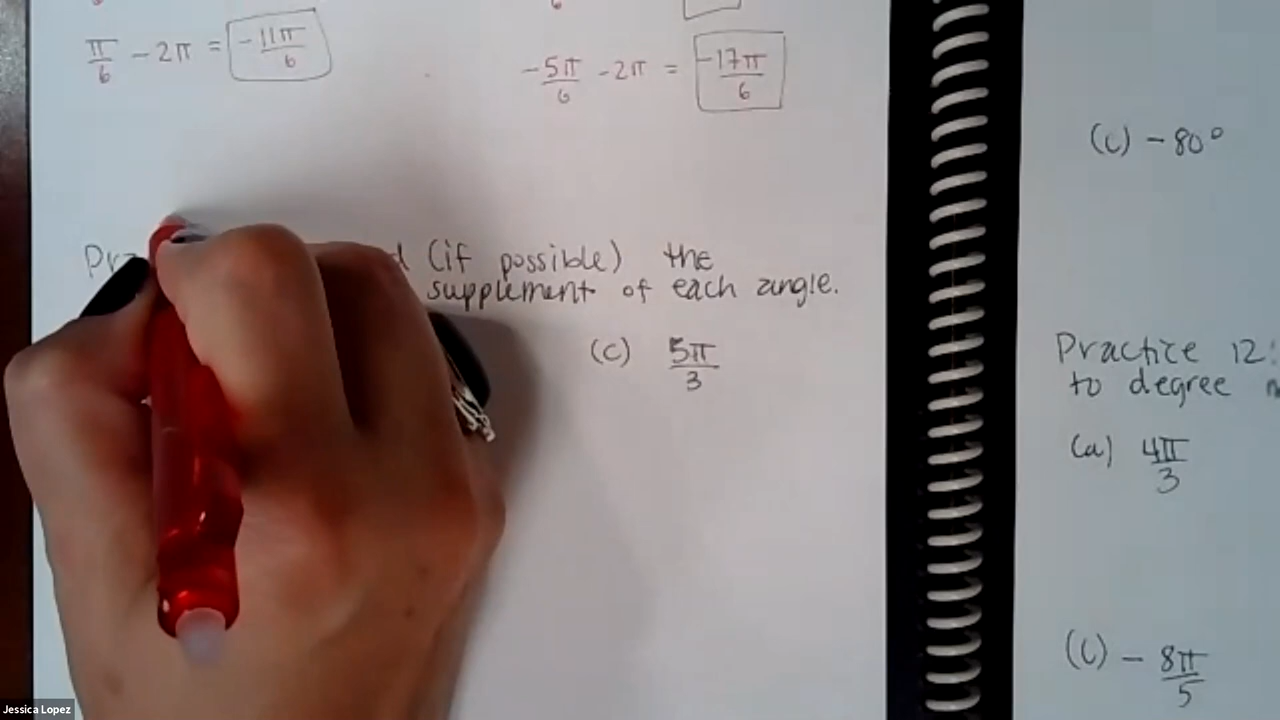 π/6 − 2π = −11π/6
−5π/6 − 2π = −17π/6
(if possible) the
supplement of each angle.
(c) 5π/3
(c) −80°
Practice 12:
to degree
(a) 4π/3
(c) − 8π/5
Jessica Lopez